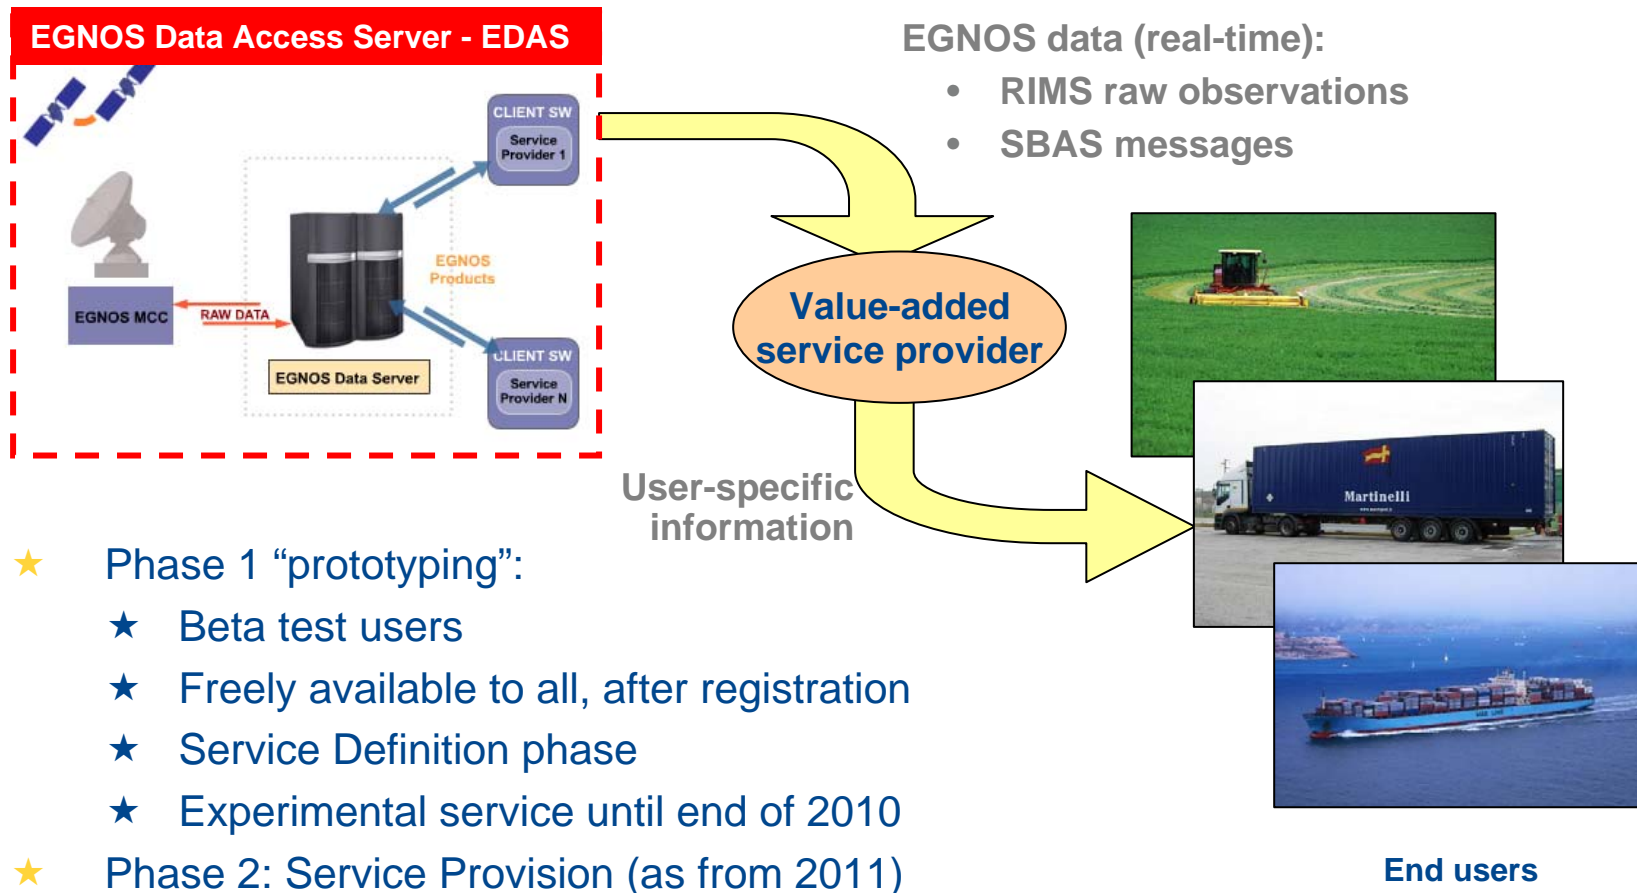 EGNOS Data Access Server - EDAS
CLIENT SW
Service
Provider 1
EGNOS
Products
EGNOS MCC
RAW DATA
EGNOS Data Server
CLIENT SW
Service
Provider N
EGNOS data (real-time):
• RIMS raw observations
• SBAS messages
Value-added
service provider
User-specific
information
Martinelli
Phase 1 “prototyping”:
Beta test users
Freely available to all, after registration
Service Definition phase
Experimental service until end of 2010
Phase 2: Service Provision (as from 2011)
End users